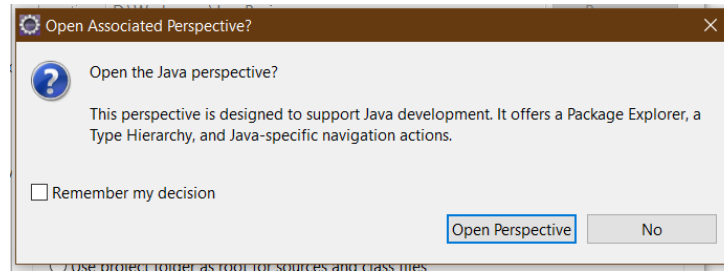 Open Associated Perspective?
Open the Java perspective?
This perspective is designed to support Java development. It offers a Package Explorer, a
Type Hierarchy, and Java-specific navigation actions.
Remember my decision
Open Perspective
No
Use project folder as root for sources and class files